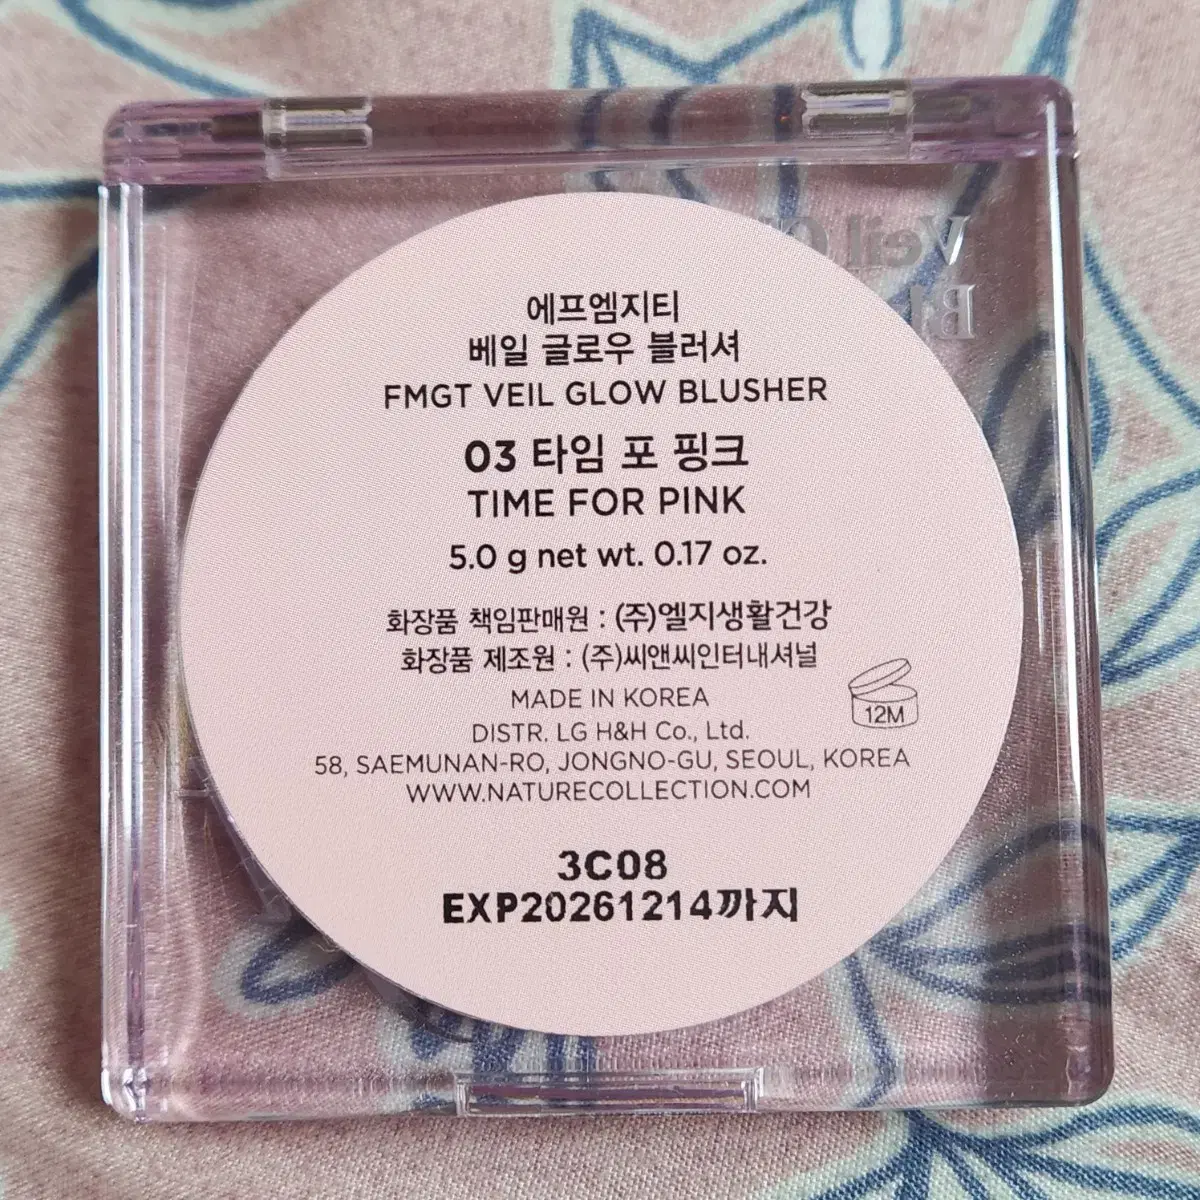 에프엠지티
베일 글로우 블러셔
FMGT VEIL GLOW BLUSHER
03 타임 포 핑크
TIME FOR PINK
5.0 g net wt. 0.17 oz.
화장품 책임판매원 : (주)엘지생활건강
화장품 제조원 : (주)씨앤씨인터내셔널
12M
MADE IN KOREA
DISTR. LG H&H Co., Ltd.
58, SAEMUNAN-RO, JONGNO-GU, SEOUL, KOREA
WWW.NATURECOLLECTION.COM
3C08
EXP20261214까지
Veil